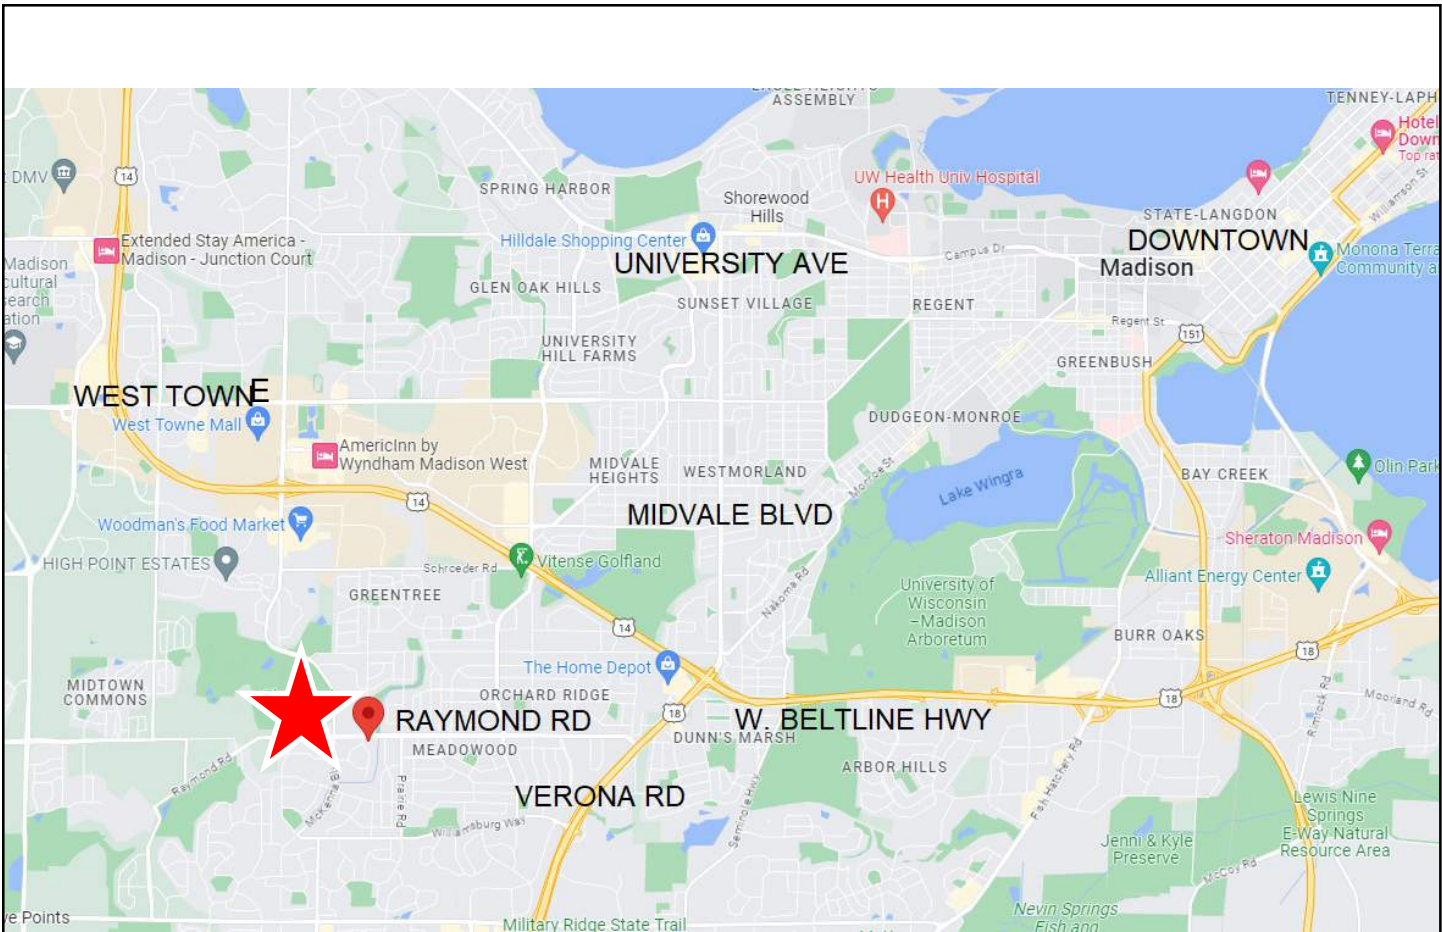 ASSEMBLY
TENNEY-LAPH
Hotel
Down
Top rat
DMV
14
SPRING HARBOR
Shorewood
Hills
UW Health Univ Hospital
H
Williamson St
STATE-LANGDON
Extended Stay America -
Madison - Junction Court
Hilldale Shopping Center
UNIVERSITY AVE
Campus Dr
DOWNTOWN
Madison
Monona Terra
Community a
Madison
GLEN OAK HILLS
SUNSET VILLAGE
REGENT
Regent St
151
UNIVERSITY
HILL FARMS
GREENBUSH
WEST TOWNE
West Towne Mall
DUDGEON-MONROE
AmericInn by
Wyndham Madison West
MIDVALE
HEIGHTS
WESTMORLAND
Monroe St
Lake Wingra
BAY CREEK
Olin Park
14
MIDVALE BLVD
Woodman's Food Market
Sheraton Madison
HIGH POINT ESTATES
Schroeder Rd
Vitense Golfland
Nakoma Rd
University of
Wisconsin
–Madison
Arboretum
Alliant Energy Center
GREENTREE
14
BURR OAKS
18
The Home Depot
MIDTOWN
COMMONS
ORCHARD RIDGE
18
Moorland Rd
Rimrock Rd
RAYMOND RD
18
W. BELTLINE HWY
MEADOWOOD
DUNN'S MARSH
Raymond Rd
McKenna Bl
Prairie Rd
ARBOR HILLS
Fish Hatchery Rd
VERONA RD
Seminole Hwy
Lewis Nine
Springs
E-Way Natural
Resource Area
Williamsburg Way
Jenni & Kyle
Preserve
McCoy Rd
ve Points
Military Ridge State Trail
Nevin Springs
Fish and